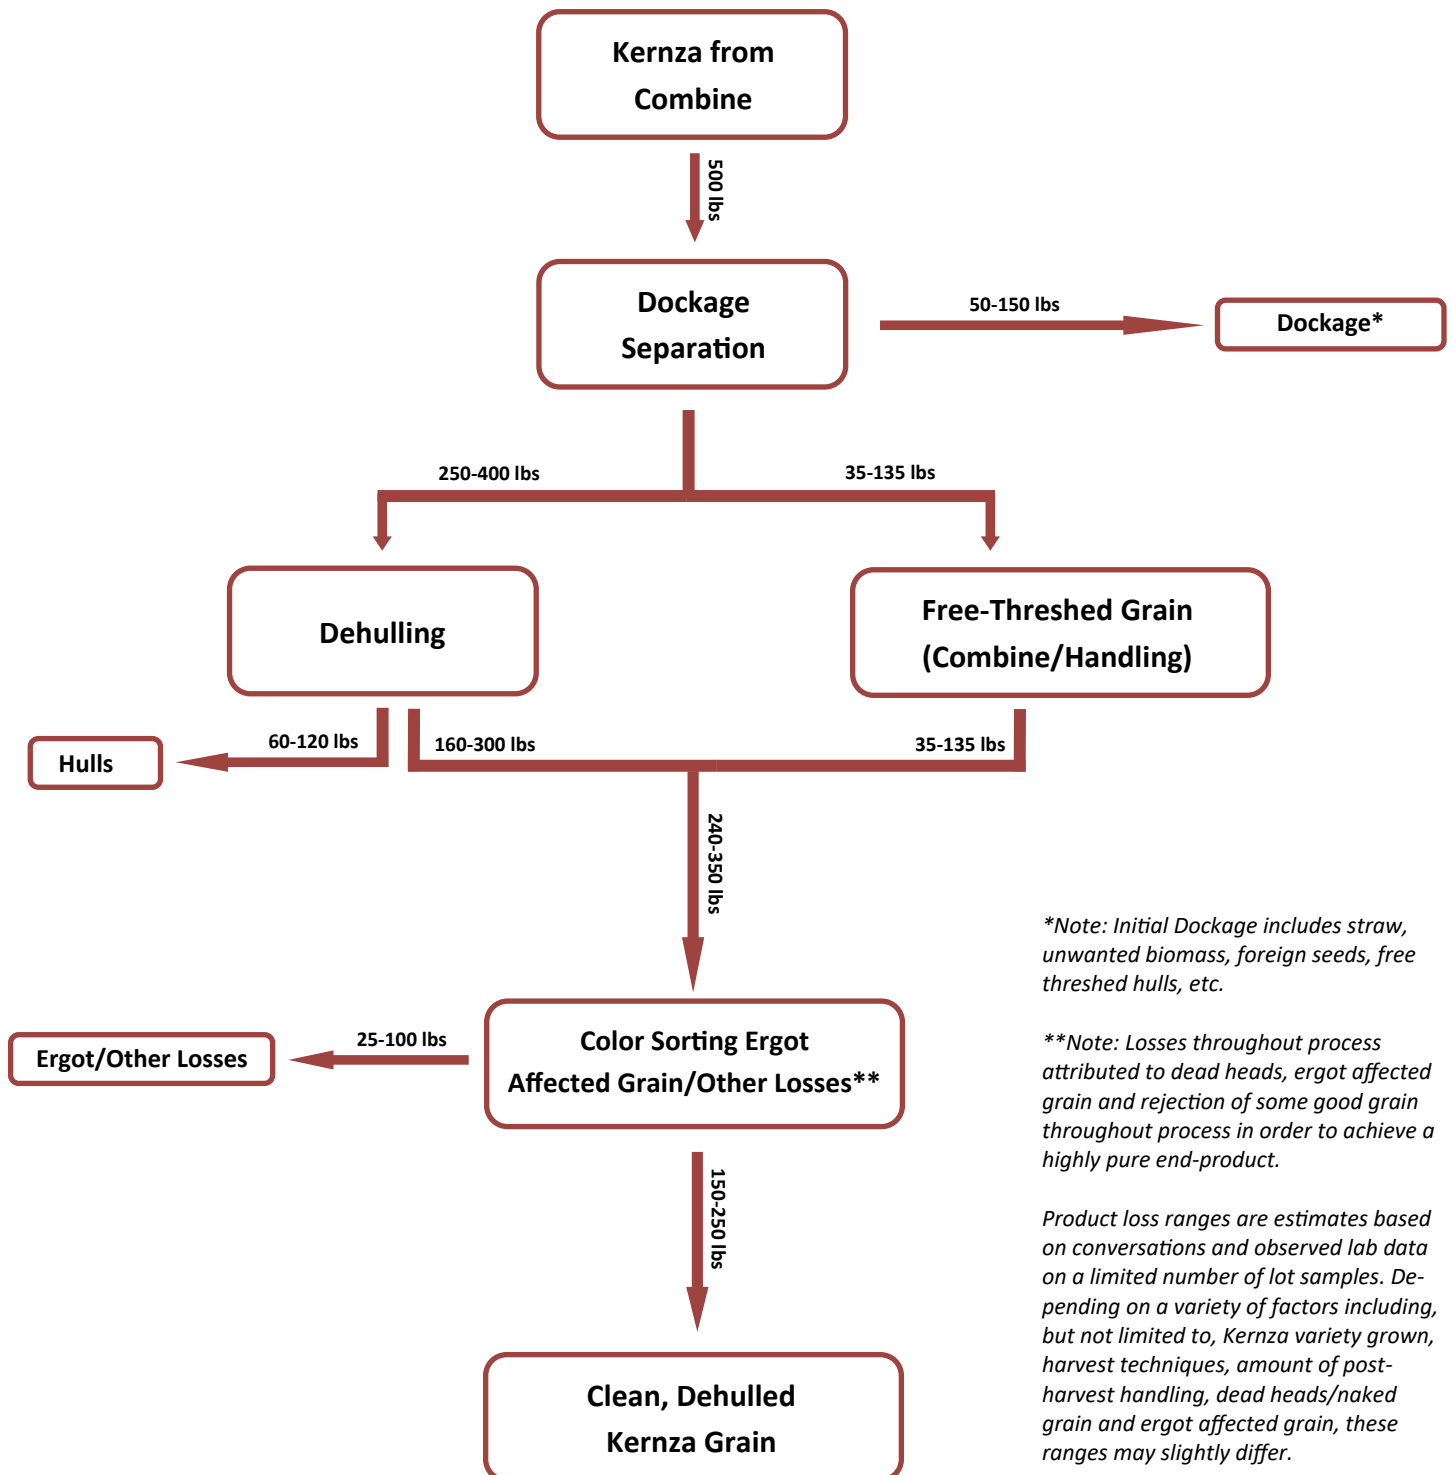 Kernza from
Combine
500 lbs
Dockage
Separation
50-150 lbs
Dockage*
250-400 lbs
35-135 lbs
Dehulling
Free-Threshed Grain
(Combine/Handling)
Hulls
60-120 lbs
160-300 lbs
35-135 lbs
240-350 lbs
*Note: Initial Dockage includes straw,
unwanted biomass, foreign seeds, free
threshed hulls, etc.
Ergot/Other Losses
25-100 lbs
Color Sorting Ergot
Affected Grain/Other Losses**
**Note: Losses throughout process
attributed to dead heads, ergot affected
grain and rejection of some good grain
throughout process in order to achieve a
highly pure end-product.
150-250 lbs
Product loss ranges are estimates based
on conversations and observed lab data
on a limited number of lot samples. De-
pending on a variety of factors including,
but not limited to, Kernza variety grown,
harvest techniques, amount of post-
harvest handling, dead heads/naked
grain and ergot affected grain, these
ranges may slightly differ.
Clean, Dehulled
Kernza Grain